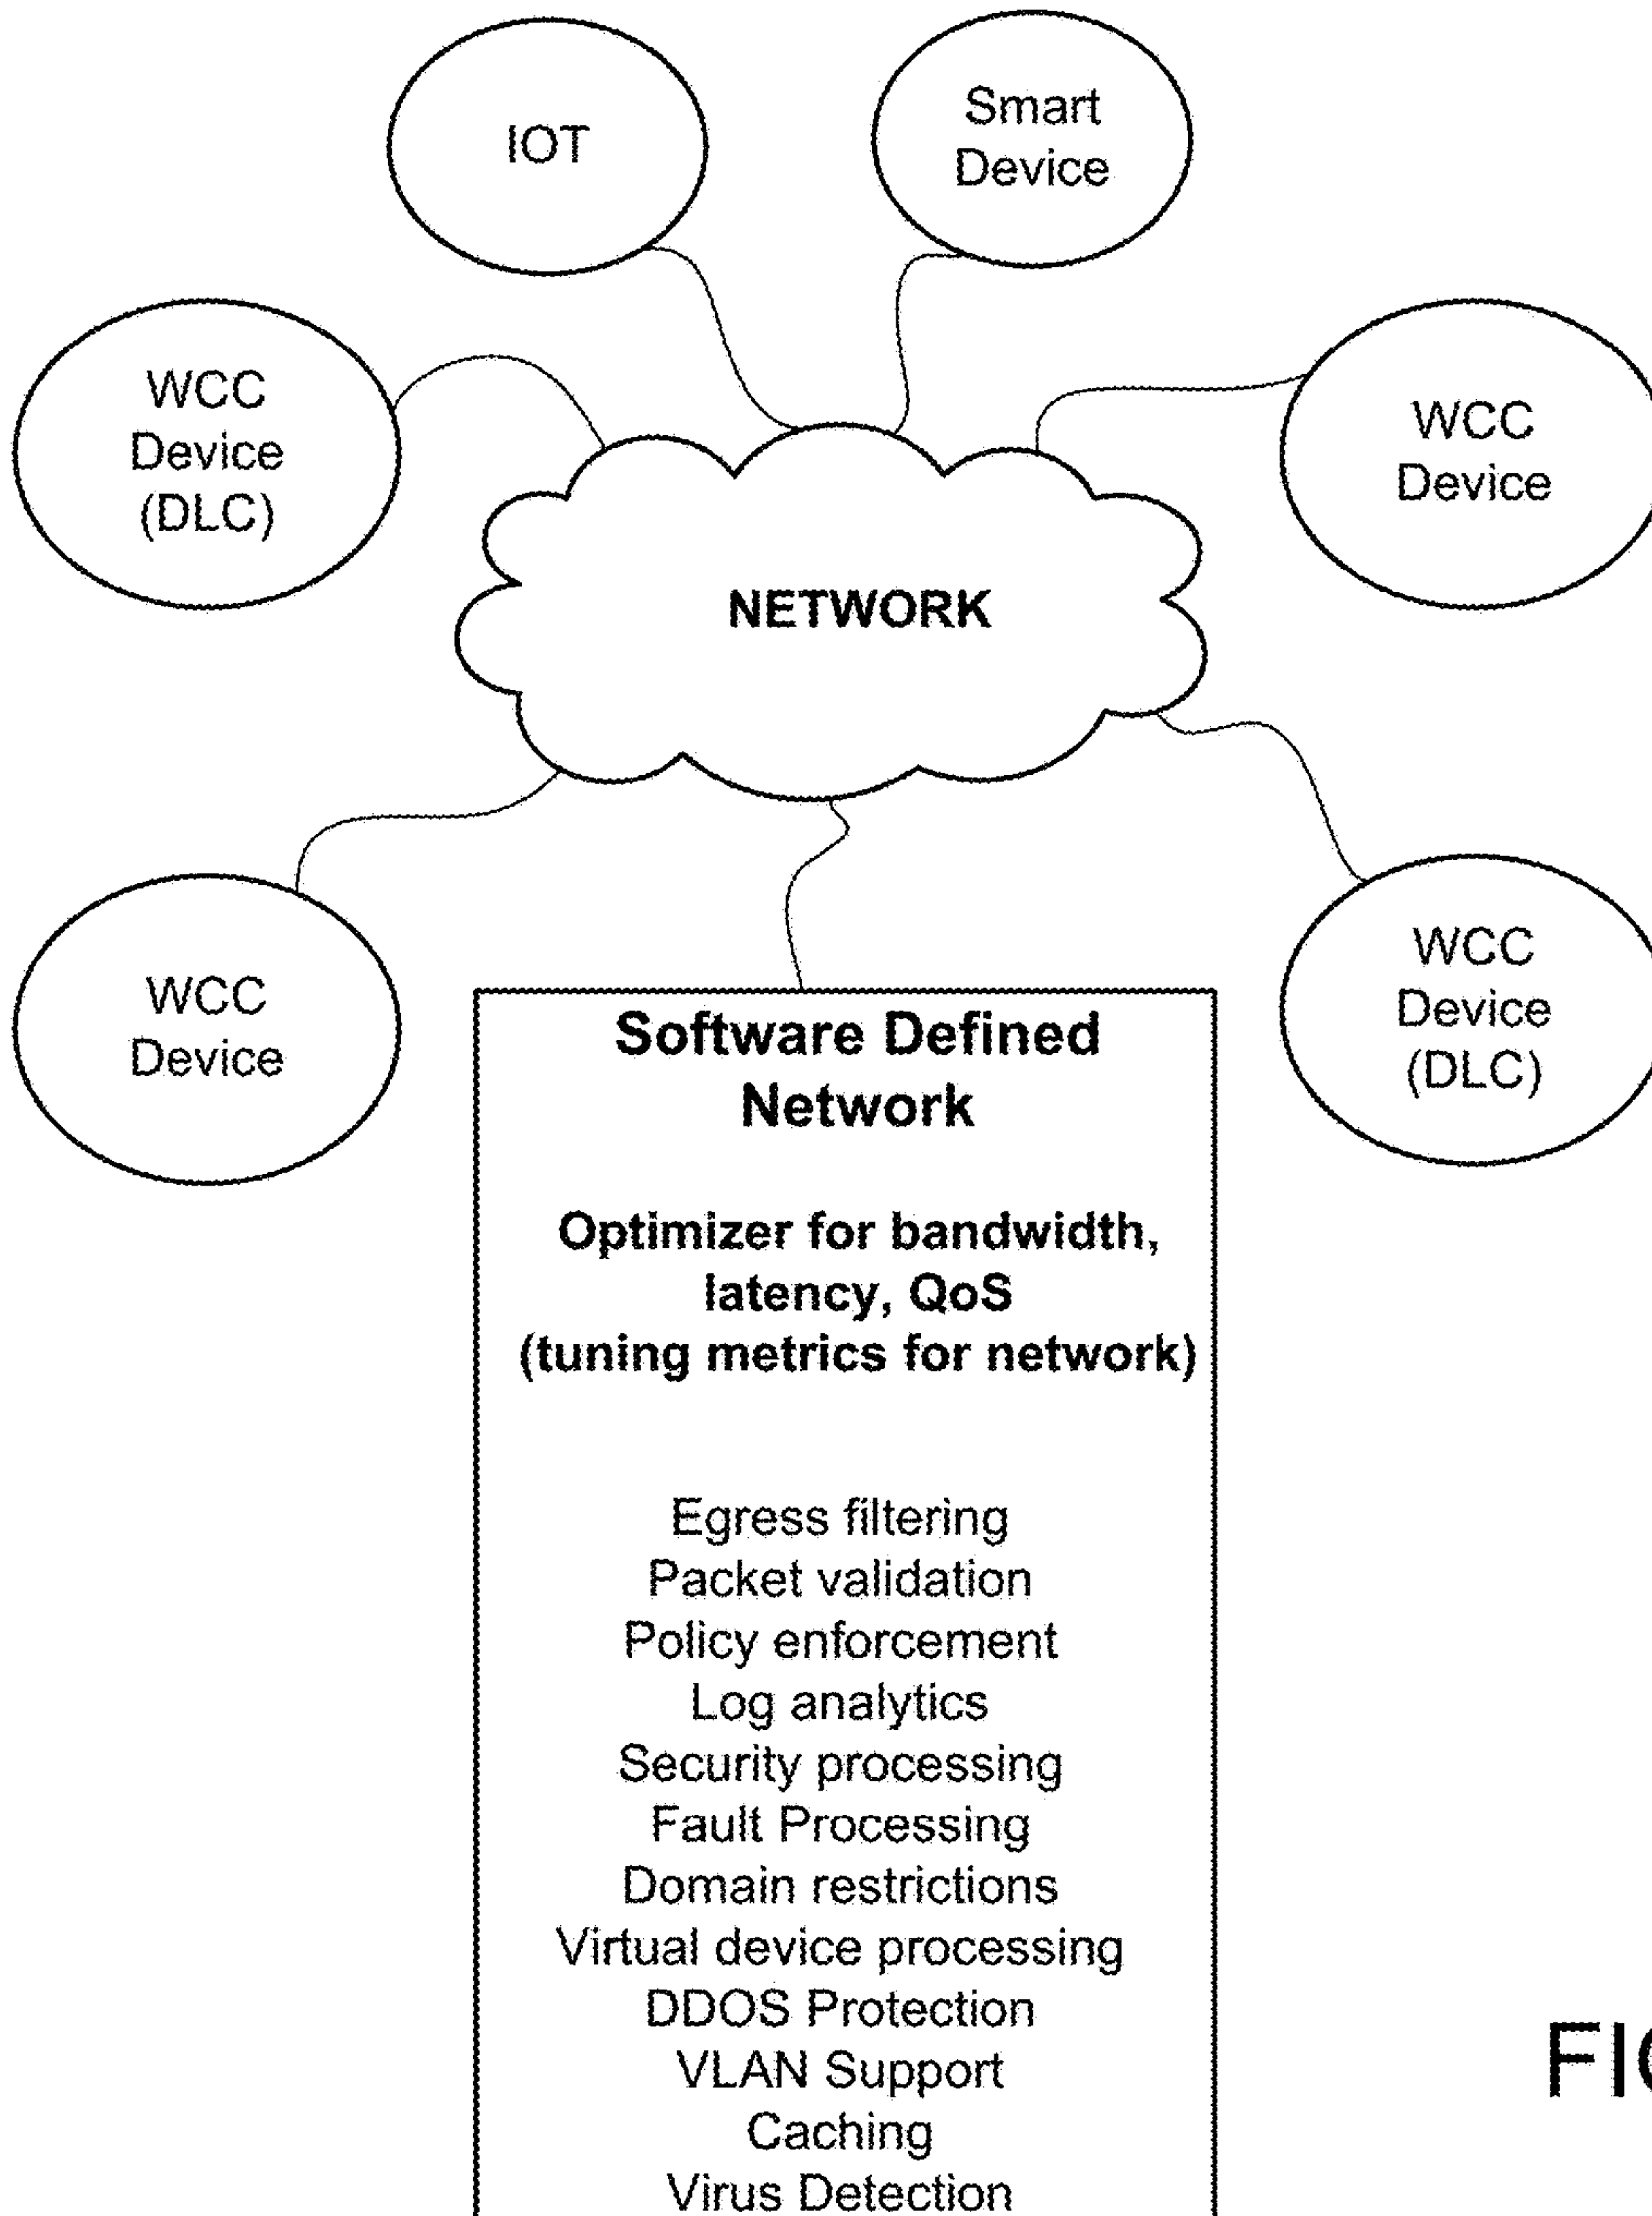 IOT
Smart
Device
WCC
Device
(DLC)
WCC
Device
NETWORK
WCC
Device
WCC
Device
(DLC)
Software Defined
Network
Optimizer for bandwidth,
latency, QoS
(tuning metrics for network)
Egress filtering
Packet validation
Policy enforcement
Log analytics
Security processing
Fault Processing
Domain restrictions
Virtual device processing
DDOS Protection
VLAN Support
Caching
Virus Detection